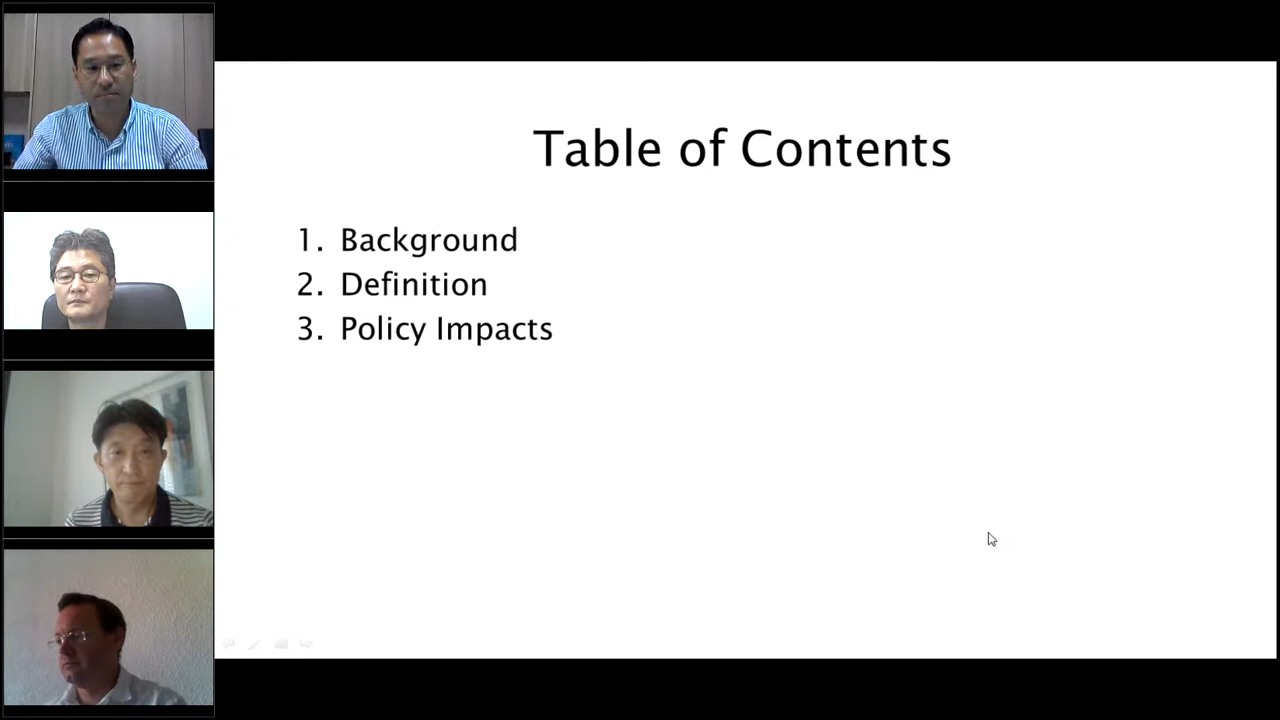 Table of Contents
1. Background
2. Definition
3. Policy Impacts